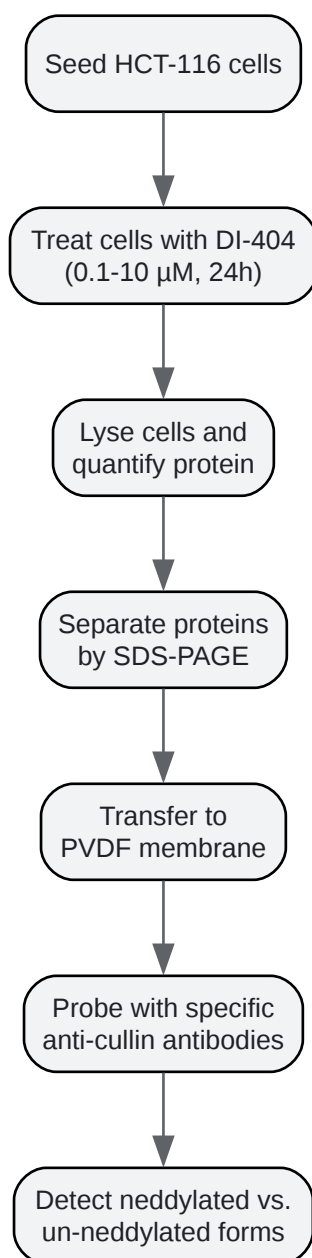 Seed HCT-116 cells
Treat cells with DI-404
(0.1-10 µM, 24h)
Lyse cells and
quantify protein
Separate proteins
by SDS-PAGE
Transfer to
PVDF membrane
Probe with specific
anti-cullin antibodies
Detect neddylated vs.
un-neddylated forms